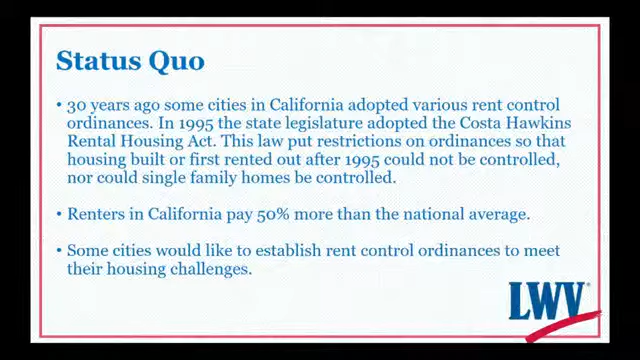 Status Quo
• 30 years ago some cities in California adopted various rent control
ordinances. In 1995 the state legislature adopted the Costa Hawkins
Rental Housing Act. This law put restrictions on ordinances so that
housing built or first rented out after 1995 could not be controlled,
nor could single family homes be controlled.
• Renters in California pay 50% more than the national average.
• Some cities would like to establish rent control ordinances to meet
their housing challenges.
LWV®